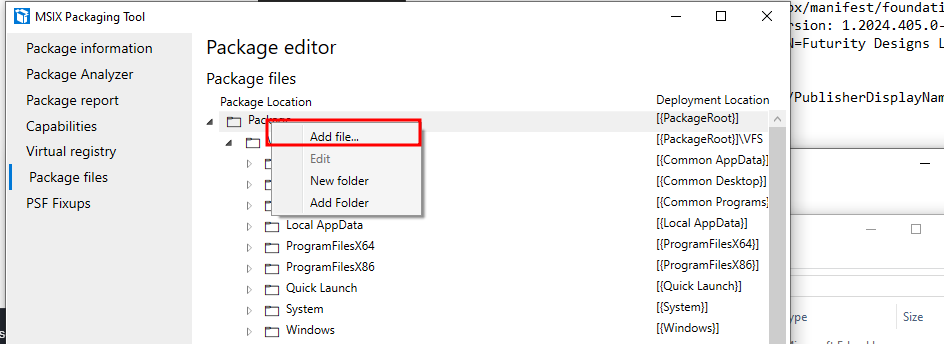 MSIX Packaging Tool
Package information
Package Analyzer
Package report
Capabilities
Virtual registry
Package files
PSF Fixups
Package editor
Package files
Package Location Deployment Location
Package [{PackageRoot}]
[{PackageRoot}]\VFS
[{Common AppData}]
[{Common Desktop}]
[{Common Programs}
Local AppData [{Local AppData}]
ProgramFilesX64 [{ProgramFilesX64}]
ProgramFilesX86 [{ProgramFilesX86}]
Quick Launch [{Quick Launch}]
System [{System}]
Windows [{Windows}]
Add file...
Edit
New folder
Add Folder
ox/manifest/foundati
ersion: 1.2024.405.0-
N=Futurity Designs L
/PublisherDisplayNam
ype Size